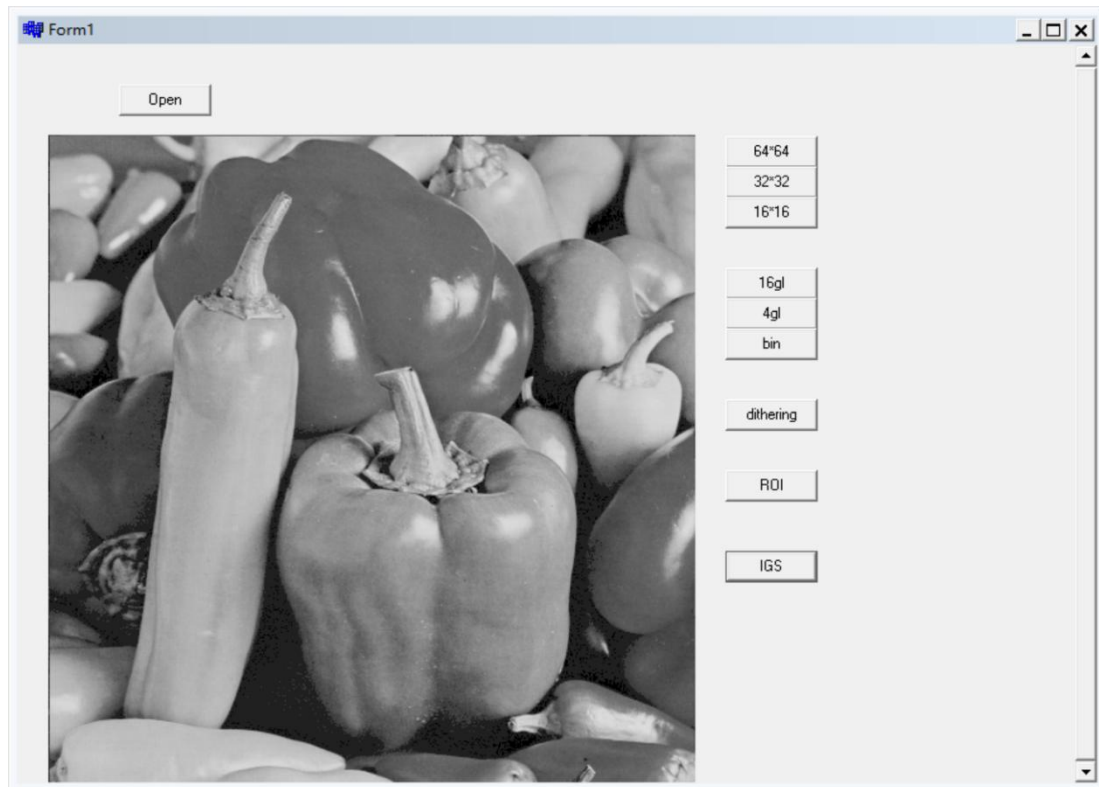 Form1
Open
64*64
32*32
16*16
16gl
4gl
bin
dithering
ROI
IGS